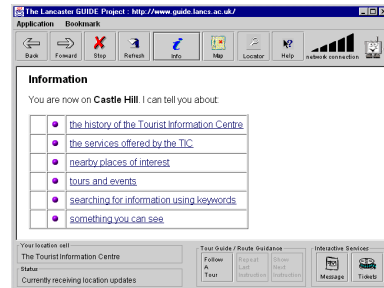 The Lancaster GUIDE Project : http://www.guide.lancs.ac.uk/
Application Bookmark
Back Forward Stop Refresh Info Map Locator Help network connection
Information
You are now on Castle Hill. I can tell you about:
the history of the Tourist Information Centre
the services offered by the TIC
nearby places of interest
tours and events
searching for information using keywords
something you can see
Your location cell
The Tourist Information Centre
Status
Currently receiving location updates
Tour Guide / Route Guidance
Follow A Tour
Repeat Last Instruction
Show Next Instruction
Interactive Services
Message Tickets